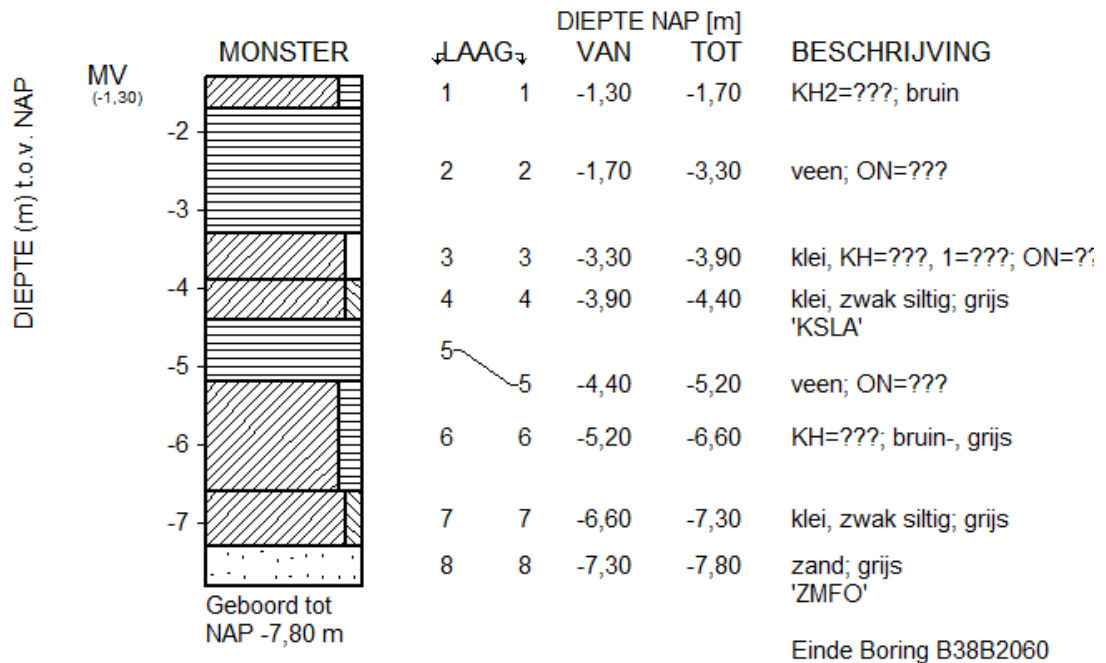 DIEPTE NAP [m]
MONSTER LAAG VAN TOT BESCHRIJVING
MV
(-1,30)
DIEPTE (m) t.o.v. NAP
1 1 -1,30 -1,70 KH2=???; bruin
-2
2 2 -1,70 -3,30 veen; ON=???
-3
3 3 -3,30 -3,90 klei, KH=???, 1=???; ON=??
-4
4 4 -3,90 -4,40 klei, zwak siltig; grijs
'KSLA'
5
-5
5 -4,40 -5,20 veen; ON=???
-6
6 6 -5,20 -6,60 KH=???; bruin-, grijs
-7
7 7 -6,60 -7,30 klei, zwak siltig; grijs
8 8 -7,30 -7,80 zand; grijs
'ZMFO'
Geboord tot
NAP -7,80 m
Einde Boring B38B2060